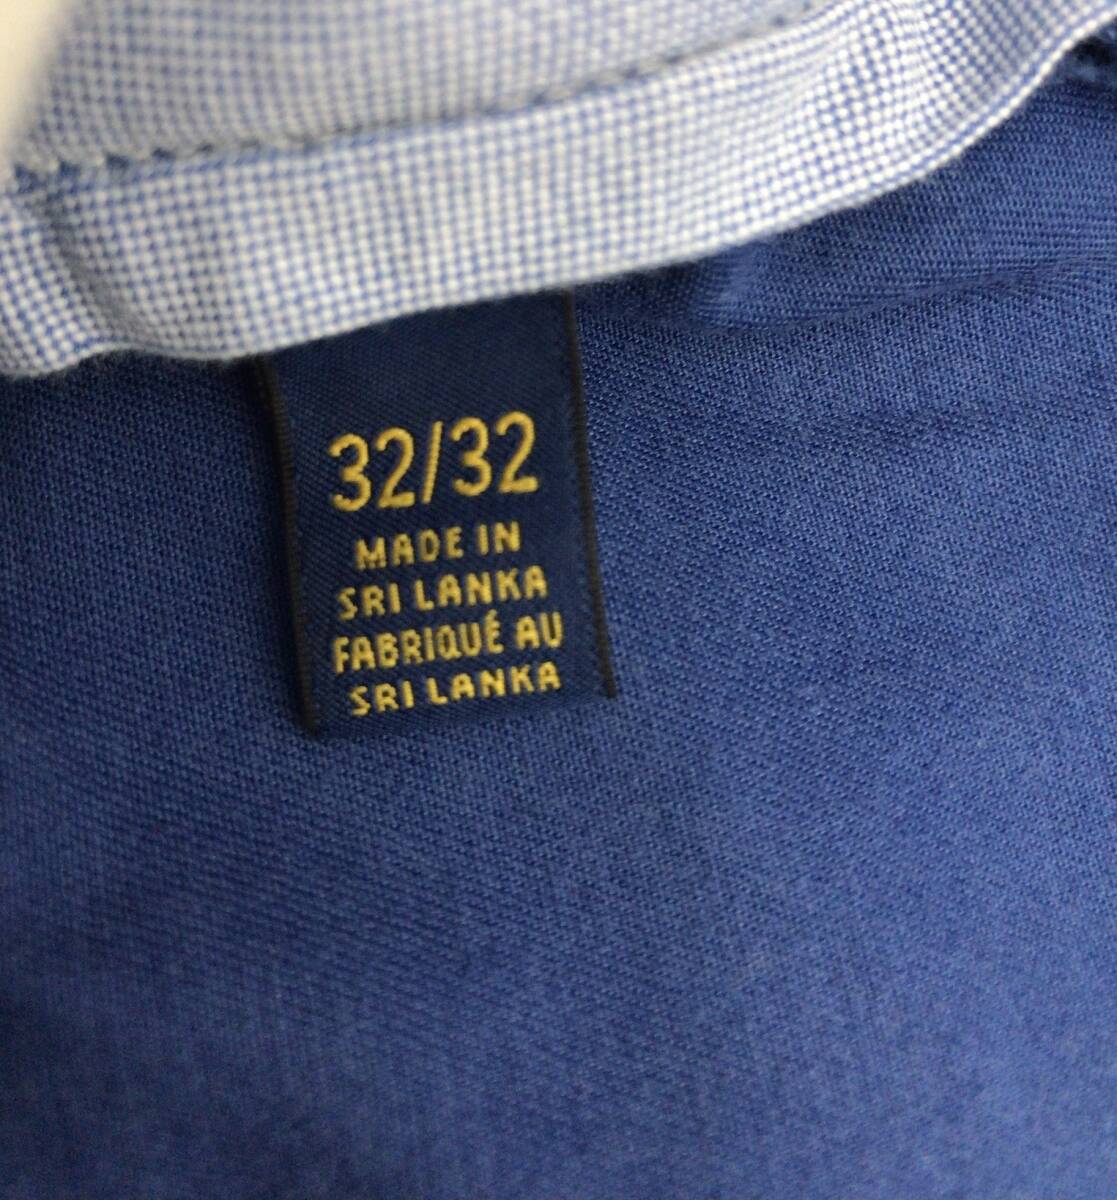 32/32
MADE IN
SRI LANKA
FABRIQUÉ AU
SRI LANKA